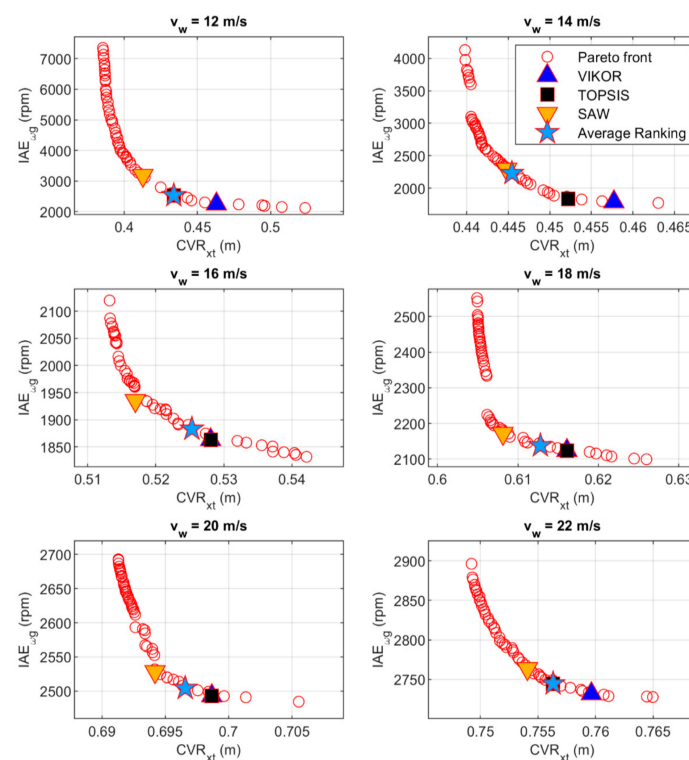 v_w = 12 m/s
7000
6000
5000
4000
3000
2000
IAE_ωg (rpm)
0.4
0.45
0.5
CVR_xt (m)
v_w = 14 m/s
4000
3500
3000
2500
2000
IAE_ωg (rpm)
Pareto front
VIKOR
TOPSIS
SAW
Average Ranking
0.44
0.445
0.45
0.455
0.46
0.465
CVR_xt (m)
v_w = 16 m/s
2100
2050
2000
1950
1900
1850
IAE_ωg (rpm)
0.51
0.52
0.53
0.54
CVR_xt (m)
v_w = 18 m/s
2500
2400
2300
2200
2100
IAE_ωg (rpm)
0.6
0.61
0.62
0.63
CVR_xt (m)
v_w = 20 m/s
2700
2650
2600
2550
2500
IAE_ωg (rpm)
0.69
0.695
0.7
0.705
CVR_xt (m)
v_w = 22 m/s
2900
2850
2800
2750
IAE_ωg (rpm)
0.75
0.755
0.76
0.765
CVR_xt (m)